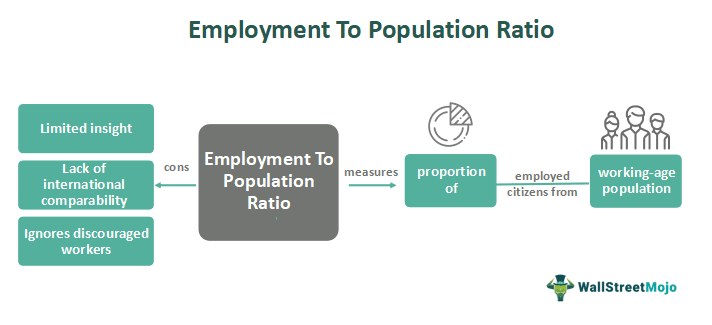 Employment To Population Ratio
Limited insight
Lack of
international
comparability
Ignores discouraged
workers
cons
Employment To
Population
Ratio
measures
proportion
of
employed
citizens from
working-age
population
WallStreetMojo